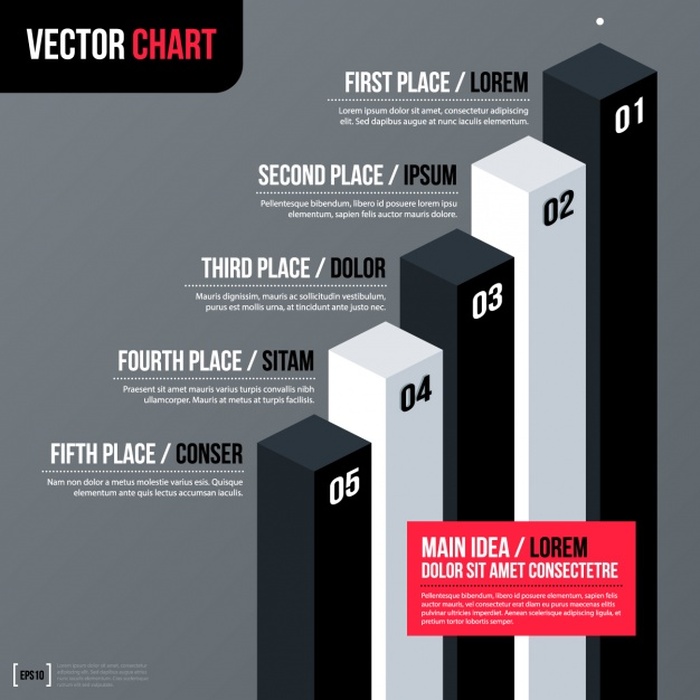 VECTOR CHART
FIRST PLACE / LOREM
Lorem ipsum dolor sit amet, consectetur adipiscing
elit. Sed dapibus augue at nunc iaculis elementum.
01
SECOND PLACE / IPSUM
Pellentesque bibendum, libero id posuere lorem ipsu
elementum, sapien felis auctor mauris dolore.
02
THIRD PLACE / DOLOR
Mauris dignissim, mauris ac sollicitudin vestibulum,
purus est mollis urna, at tincidunt ante justo nec.
03
FOURTH PLACE / SITAM
Praesent sit amet mauris varius turpis convallis nibh
ullamcorper. Mauris at metus at turpis facilisis.
04
FIFTH PLACE / CONSER
Nam non dolor a metus molestie varius esis. Quisque
elementum ante quis lectus accumsan iaculis.
05
MAIN IDEA / LOREM
DOLOR SIT AMET CONSECTETRE
Pellentesque bibendum, libero id posuere elementum, sapien felis
auctor mauris, vel consectetur erat diam eu purus maecenas elitis
pulvinar ultricies imperdiet. Aenean scelerisque adipiscing ligula, et
pretium tortor lobortis semper.
[EPS10]